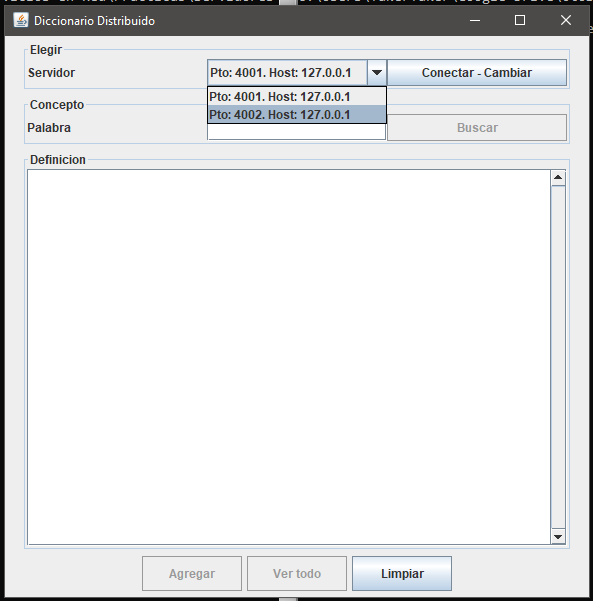 Diccionario Distribuido
Elegir
Servidor
Pto: 4001. Host: 127.0.0.1
Conectar - Cambiar
Pto: 4001. Host: 127.0.0.1
Pto: 4002. Host: 127.0.0.1
Concepto
Palabra
Buscar
Definicion
Agregar
Ver todo
Limpiar